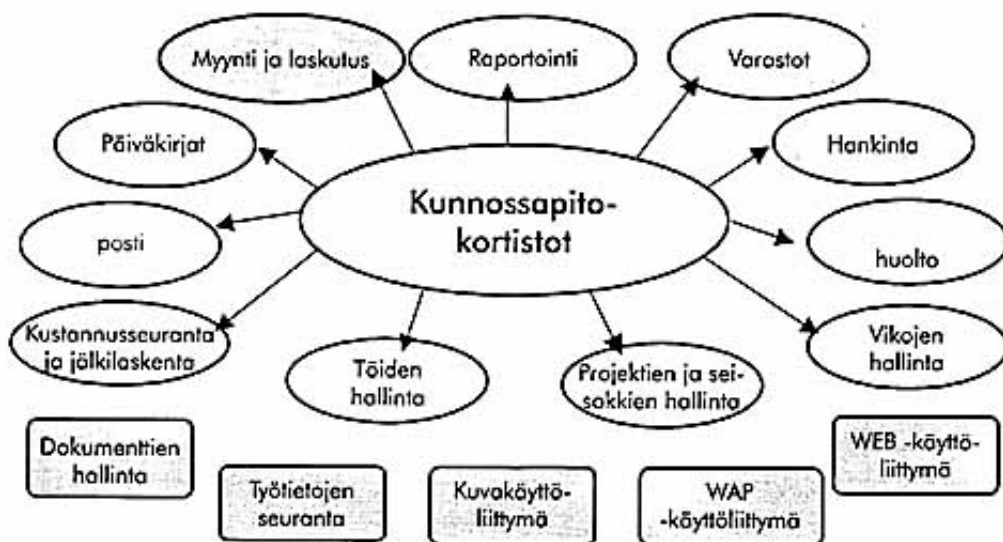 Myynti ja laskutus
Raportointi
Varastot
Päiväkirjat
Hankinta
Kunnossapito-
kortistot
posti
huolto
Kustannusseuranta
ja jälkilaskenta
Vikojen
hallinta
Töiden
hallinta
Projektien ja sei-
sokkien hallinta
Dokumenttien
hallinta
WEB -käyttö-
liittymä
Työtietojen
seuranta
Kuvakäyttö-
liittymä
WAP
-käyttöliittymä